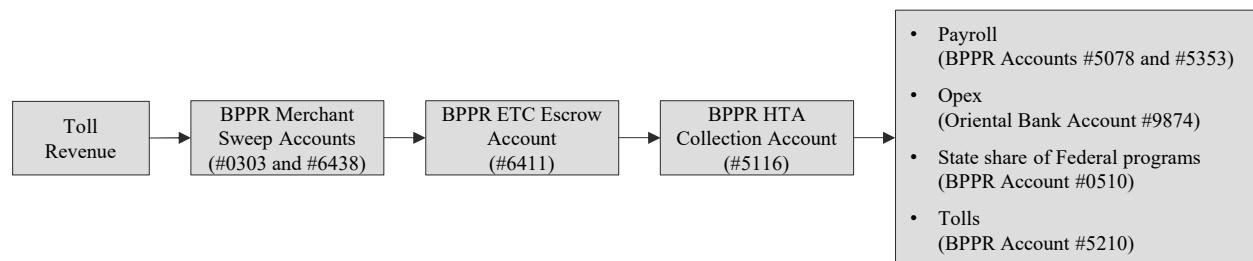 Toll
Revenue
BPPR Merchant
Sweep Accounts
(#0303 and #6438)
BPPR ETC Escrow
Account
(#6411)
BPPR HTA
Collection Account
(#5116)
• Payroll
(BPPR Accounts #5078 and #5353)
• Opex
(Oriental Bank Account #9874)
• State share of Federal programs
(BPPR Account #0510)
• Tolls
(BPPR Account #5210)